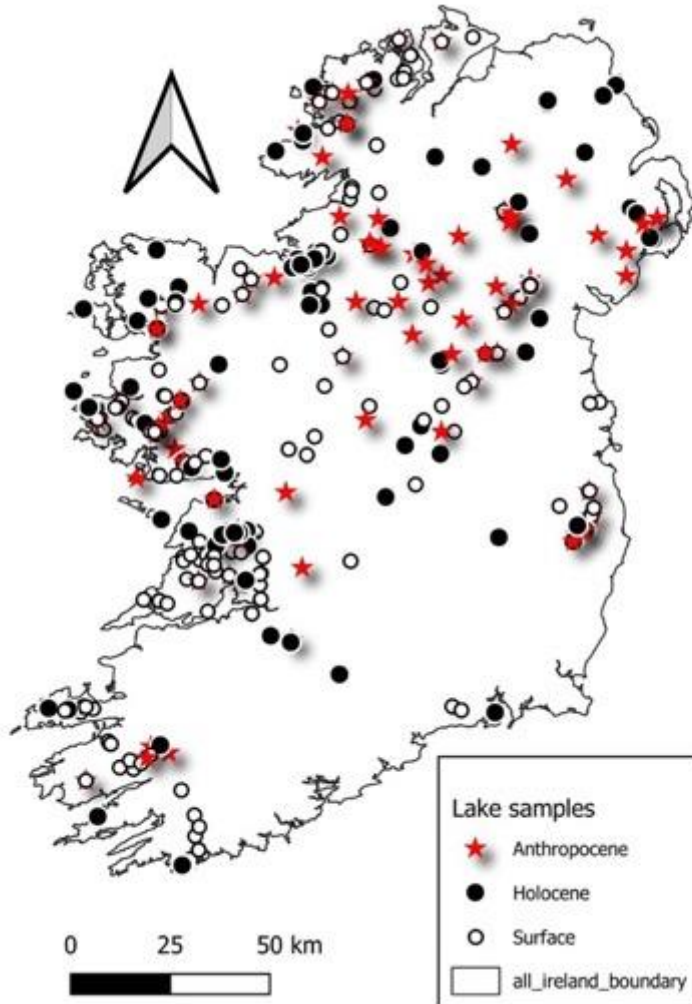 Lake samples
Anthropocene
Holocene
Surface
all_ireland_boundary
0 25 50 km